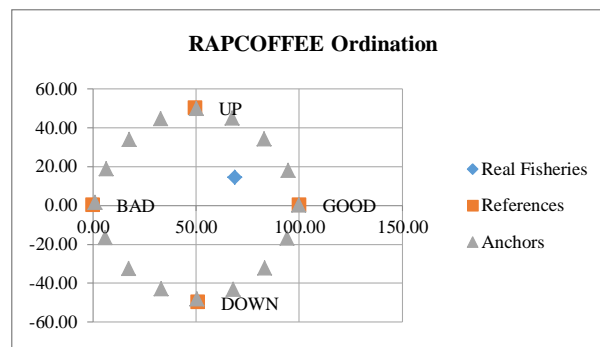 RAPCOFFEE Ordination
60.00
UP
40.00
20.00
0.00
BAD
GOOD
0.00 50.00 100.00 150.00
-20.00
-40.00
DOWN
-60.00
Real Fisheries
References
Anchors